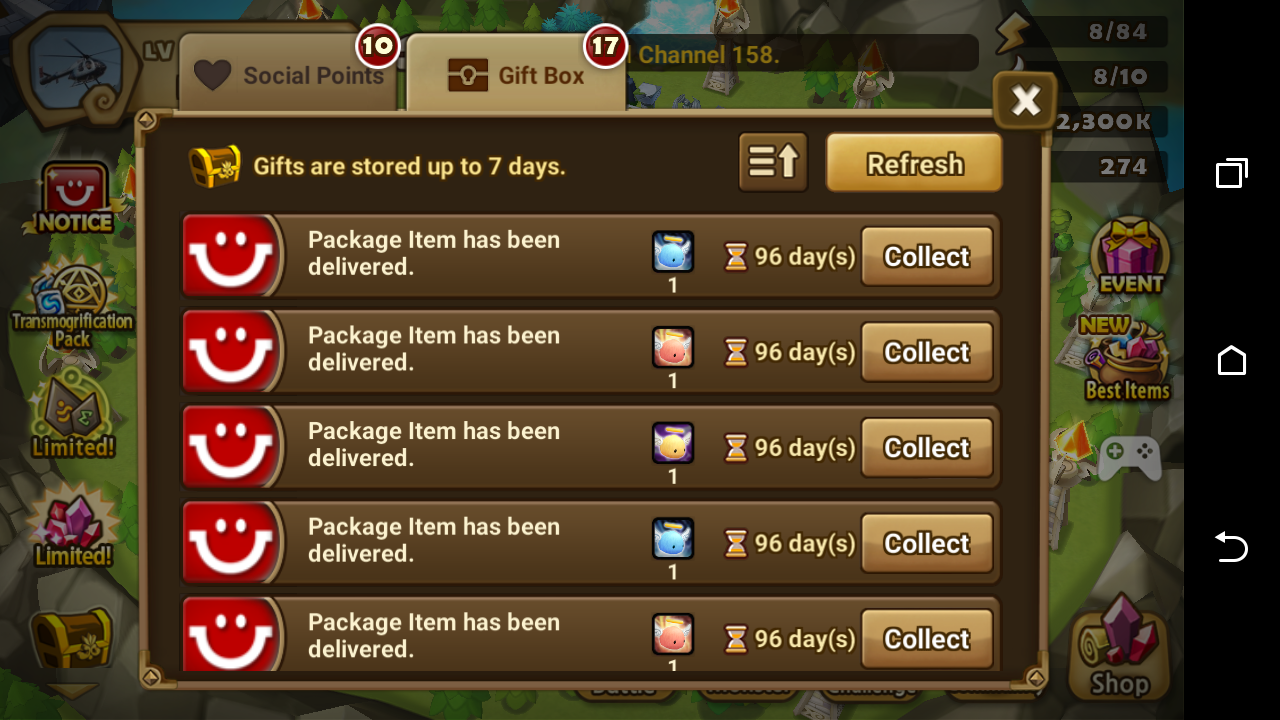 10
17
LV
Social Points
Gift Box
Channel 158.
8/84
8/10
2,300K
274
Gifts are stored up to 7 days.
Refresh
NOTICE
Transmogrification
Pack
Limited!
Limited!
Package Item has been
delivered.
1
96 day(s)
Collect
Package Item has been
delivered.
1
96 day(s)
Collect
Package Item has been
delivered.
1
96 day(s)
Collect
Package Item has been
delivered.
1
96 day(s)
Collect
Package Item has been
delivered.
1
96 day(s)
Collect
EVENT
NEW
Best Items
Shop